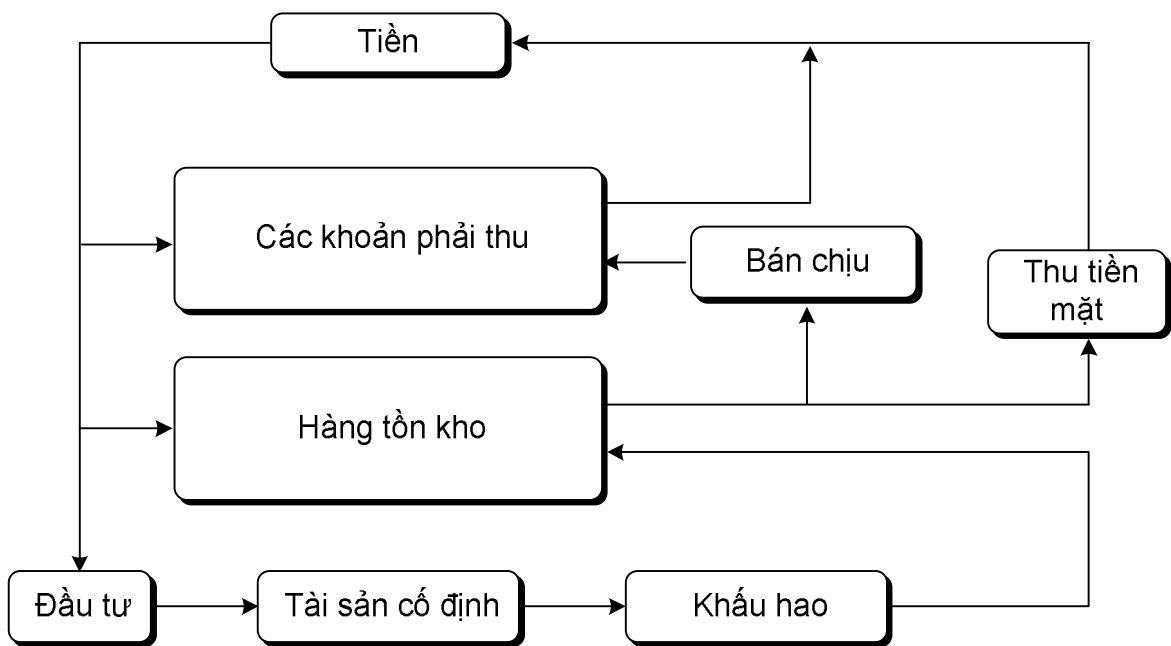 Tiền
Các khoản phải thu
Bán chịu
Thu tiền
mặt
Hàng tồn kho
Đầu tư
Tài sản cố định
Khấu hao